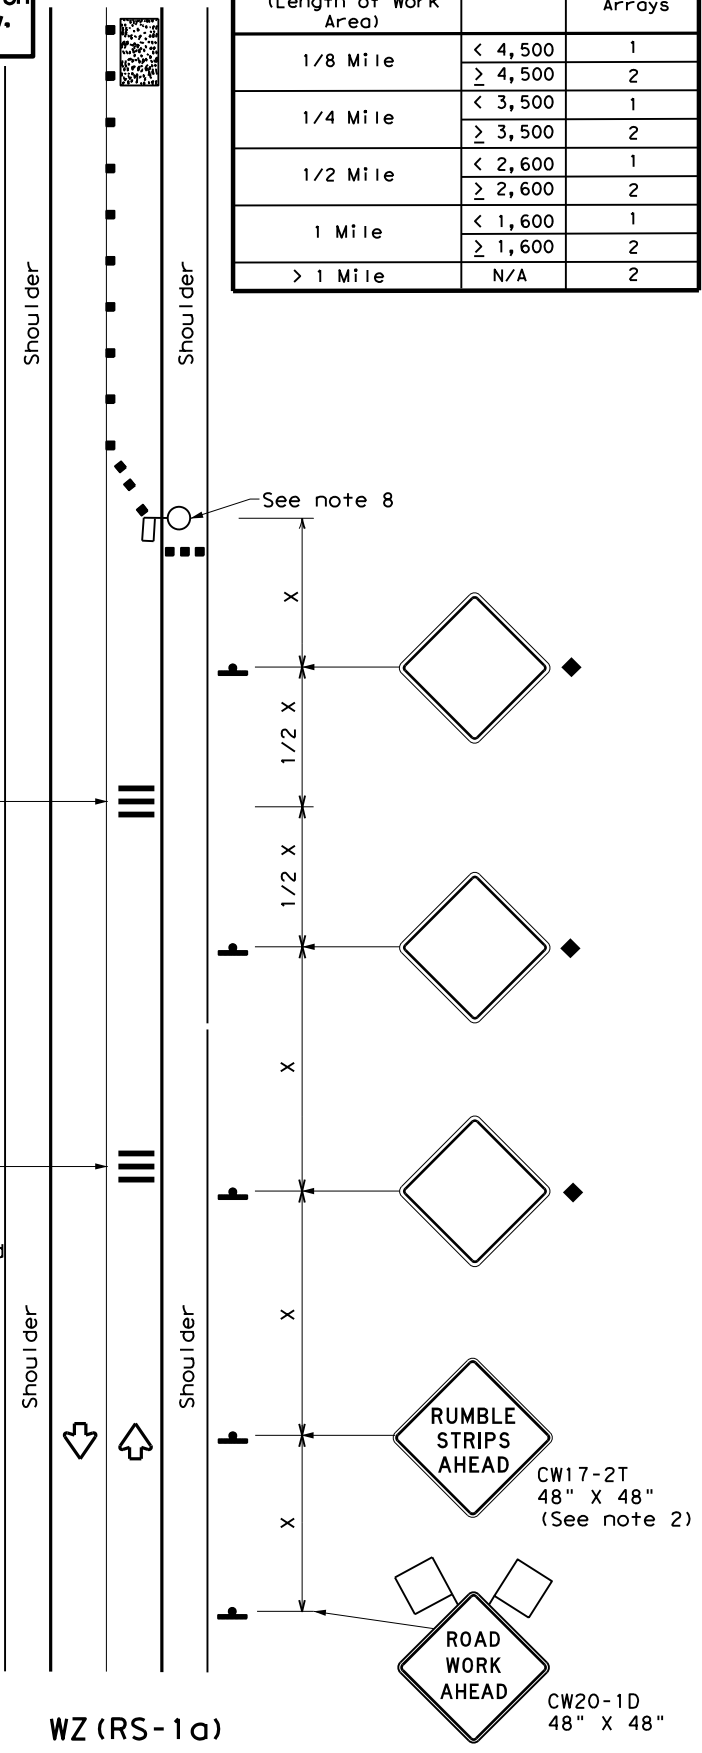 (Length of Work
Area)
Arrays
1/8 Mile
< 4,500
1
≥ 4,500
2
1/4 Mile
< 3,500
1
≥ 3,500
2
1/2 Mile
< 2,600
1
≥ 2,600
2
1 Mile
< 1,600
1
≥ 1,600
2
> 1 Mile
N/A
2
Shoulder
Shoulder
See note 8
X
1/2 X
1/2 X
X
X
Shoulder
Shoulder
RUMBLE
STRIPS
AHEAD
CW17-2T
48" X 48"
(See note 2)
X
ROAD
WORK
AHEAD
CW20-1D
48" X 48"
WZ(RS-1a)